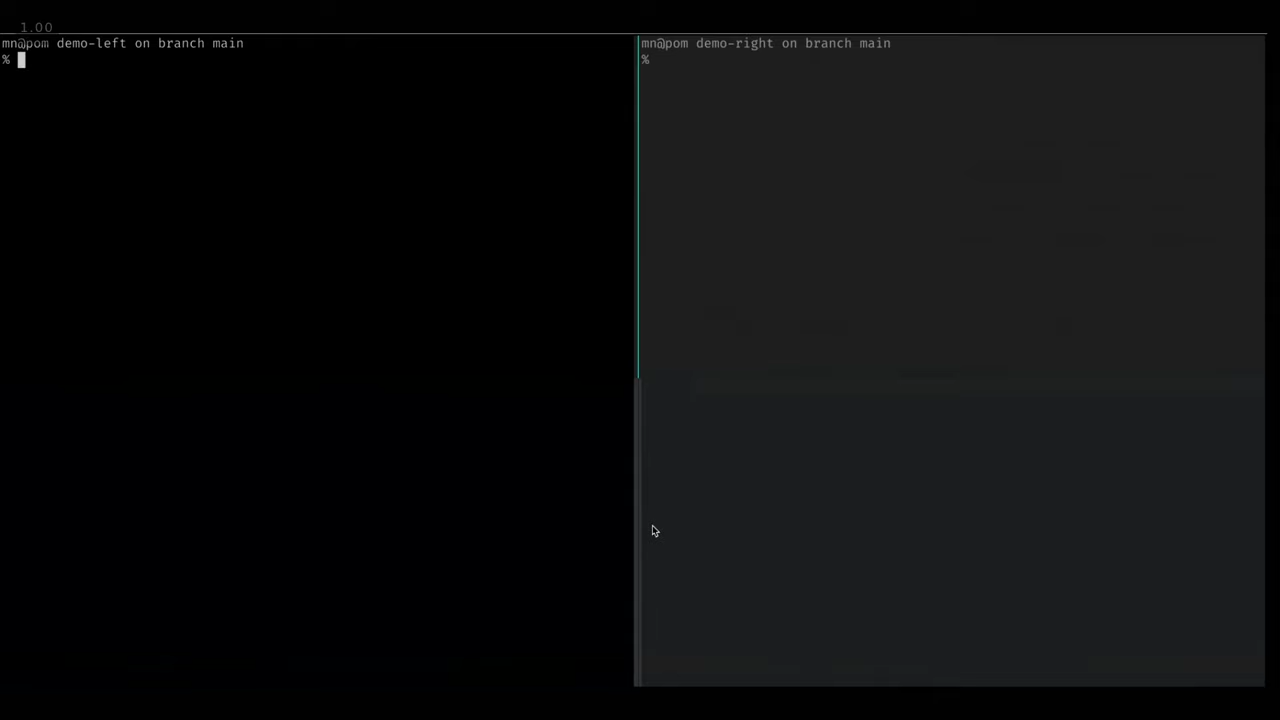 1.00
mn@pom demo-left on branch main
%
mn@pom demo-right on branch main
%